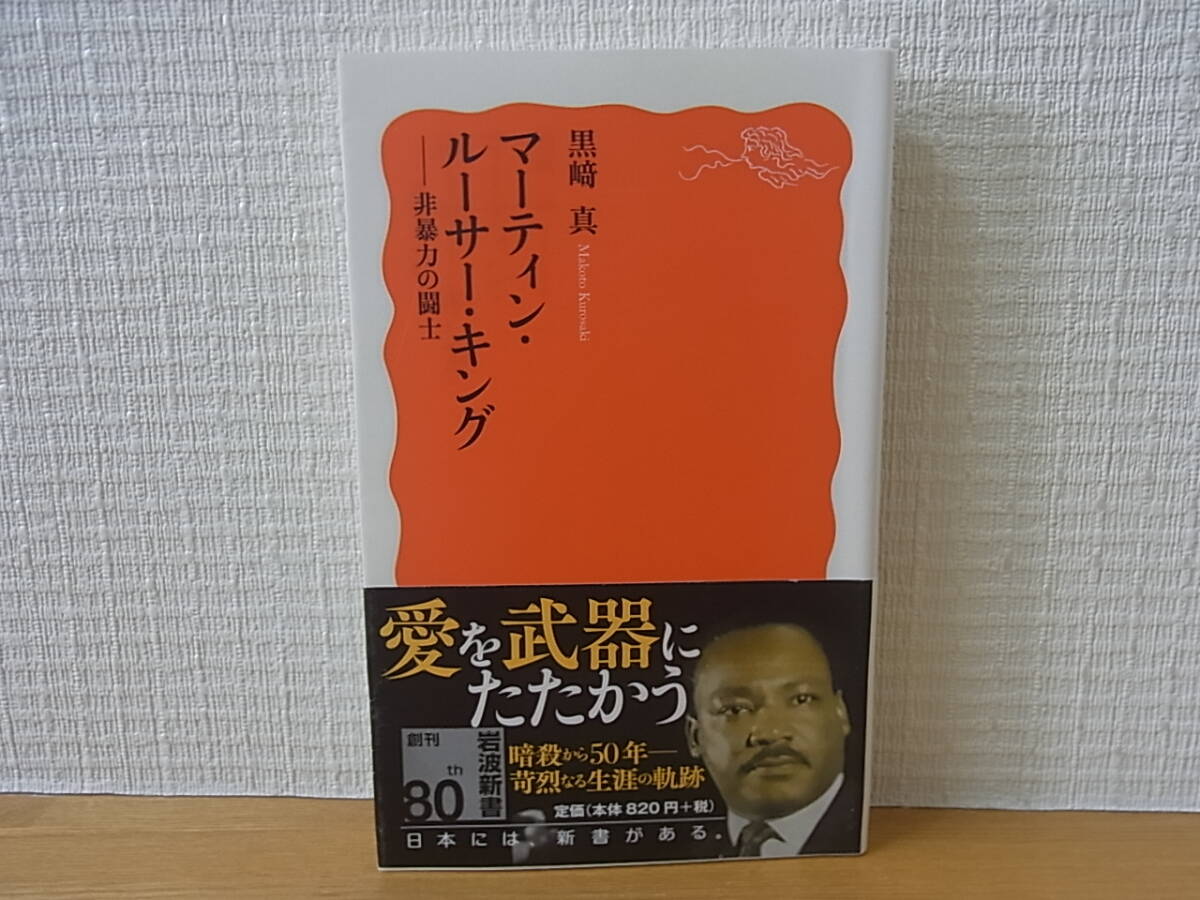 黒﨑 真
Makoto Kurosaki
マーティン・
ルーサー・キング
──非暴力の闘士
愛を武器に
たたかう
暗殺から50年──
苛烈なる生涯の軌跡
定価(本体820円+税)
創刊
80th
岩波新書
日本には、新書がある。